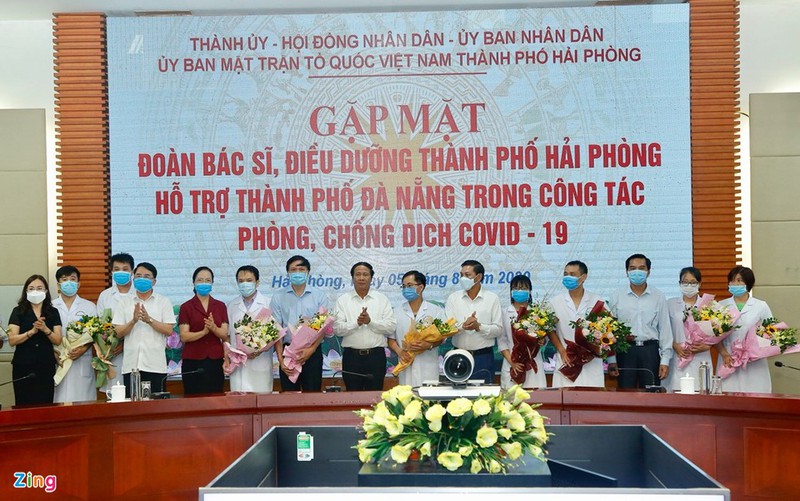 THÀNH ỦY - HỘI ĐỒNG NHÂN DÂN - ỦY BAN NHÂN DÂN
ỦY BAN MẶT TRẬN TỔ QUỐC VIỆT NAM THÀNH PHỐ HẢI PHÒNG
GẶP MẶT
ĐOÀN BÁC SĨ, ĐIỀU DƯỠNG THÀNH PHỐ HẢI PHÒNG
HỖ TRỢ THÀNH PHỐ ĐÀ NẴNG TRONG CÔNG TÁC
PHÒNG, CHỐNG DỊCH COVID - 19
Phòng, ngày 05
Zing